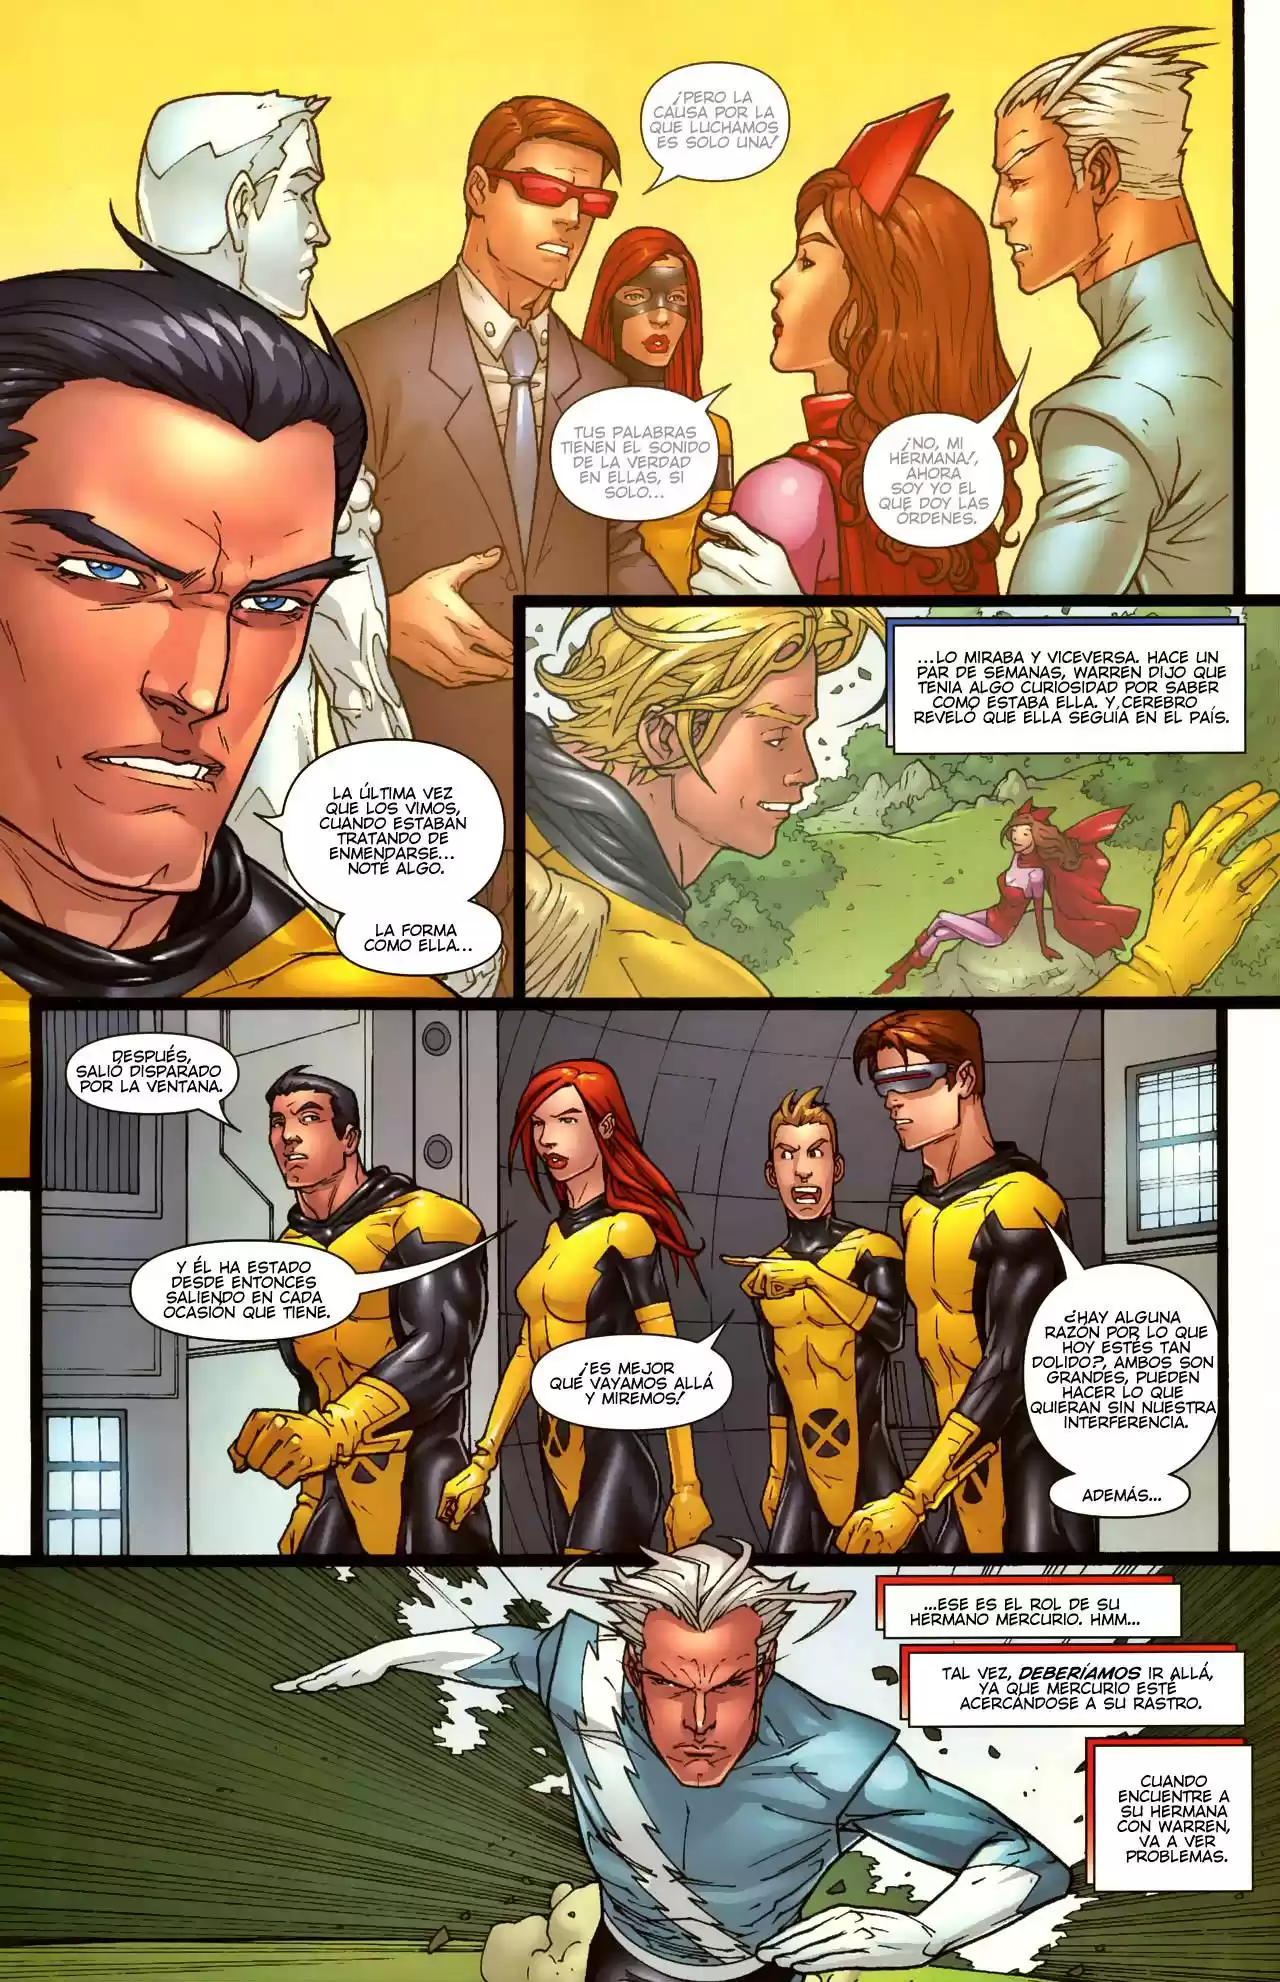 ¡PERO LA
CAUSA POR LA
QUE LUCHAMOS
ES SOLO UNA!
TUS PALABRAS
TIENEN EL SONIDO
DE LA VERDAD
EN ELLAS, SI
SOLO...
¡NO, MI
HERMANA!,
AHORA
SOY YO EL
QUE DOY LAS
ÓRDENES.
LA ÚLTIMA VEZ
QUE LOS VIMOS,
CUANDO ESTABAN
TRATANDO DE
ENMENDARSE...
NOTÉ ALGO.
LA FORMA
COMO ELLA...
...LO MIRABA Y VICEVERSA. HACE UN
PAR DE SEMANAS, WARREN DIJO QUE
TENIA ALGO CURIOSIDAD POR SABER
COMO ESTABA ELLA. Y CEREBRO
REVELÓ QUE ELLA SEGUÍA EN EL PAÍS.
DESPUÉS,
SALIÓ DISPARADO
POR LA VENTANA.
Y ÉL HA ESTADO
DESDE ENTONCES
SALIENDO EN CADA
OCASIÓN QUE TIENE.
¡ES MEJOR
QUE VAYAMOS ALLÁ
Y MIREMOS!
¿HAY ALGUNA
RAZÓN POR LO QUE
HOY ESTÉS TAN
DOLIDO?, AMBOS SON
GRANDES, PUEDEN
HACER LO QUE
QUIERAN SIN NUESTRA
INTERFERENCIA.
ADEMÁS...
...ESE ES EL ROL DE SU
HERMANO MERCURIO. HMM...
TAL VEZ, DEBERÍAMOS IR ALLÁ,
YA QUE MERCURIO ESTÉ
ACERCÁNDOSE A SU RASTRO.
CUANDO
ENCUENTRE A
SU HERMANA
CON WARREN,
VA A VER
PROBLEMAS.